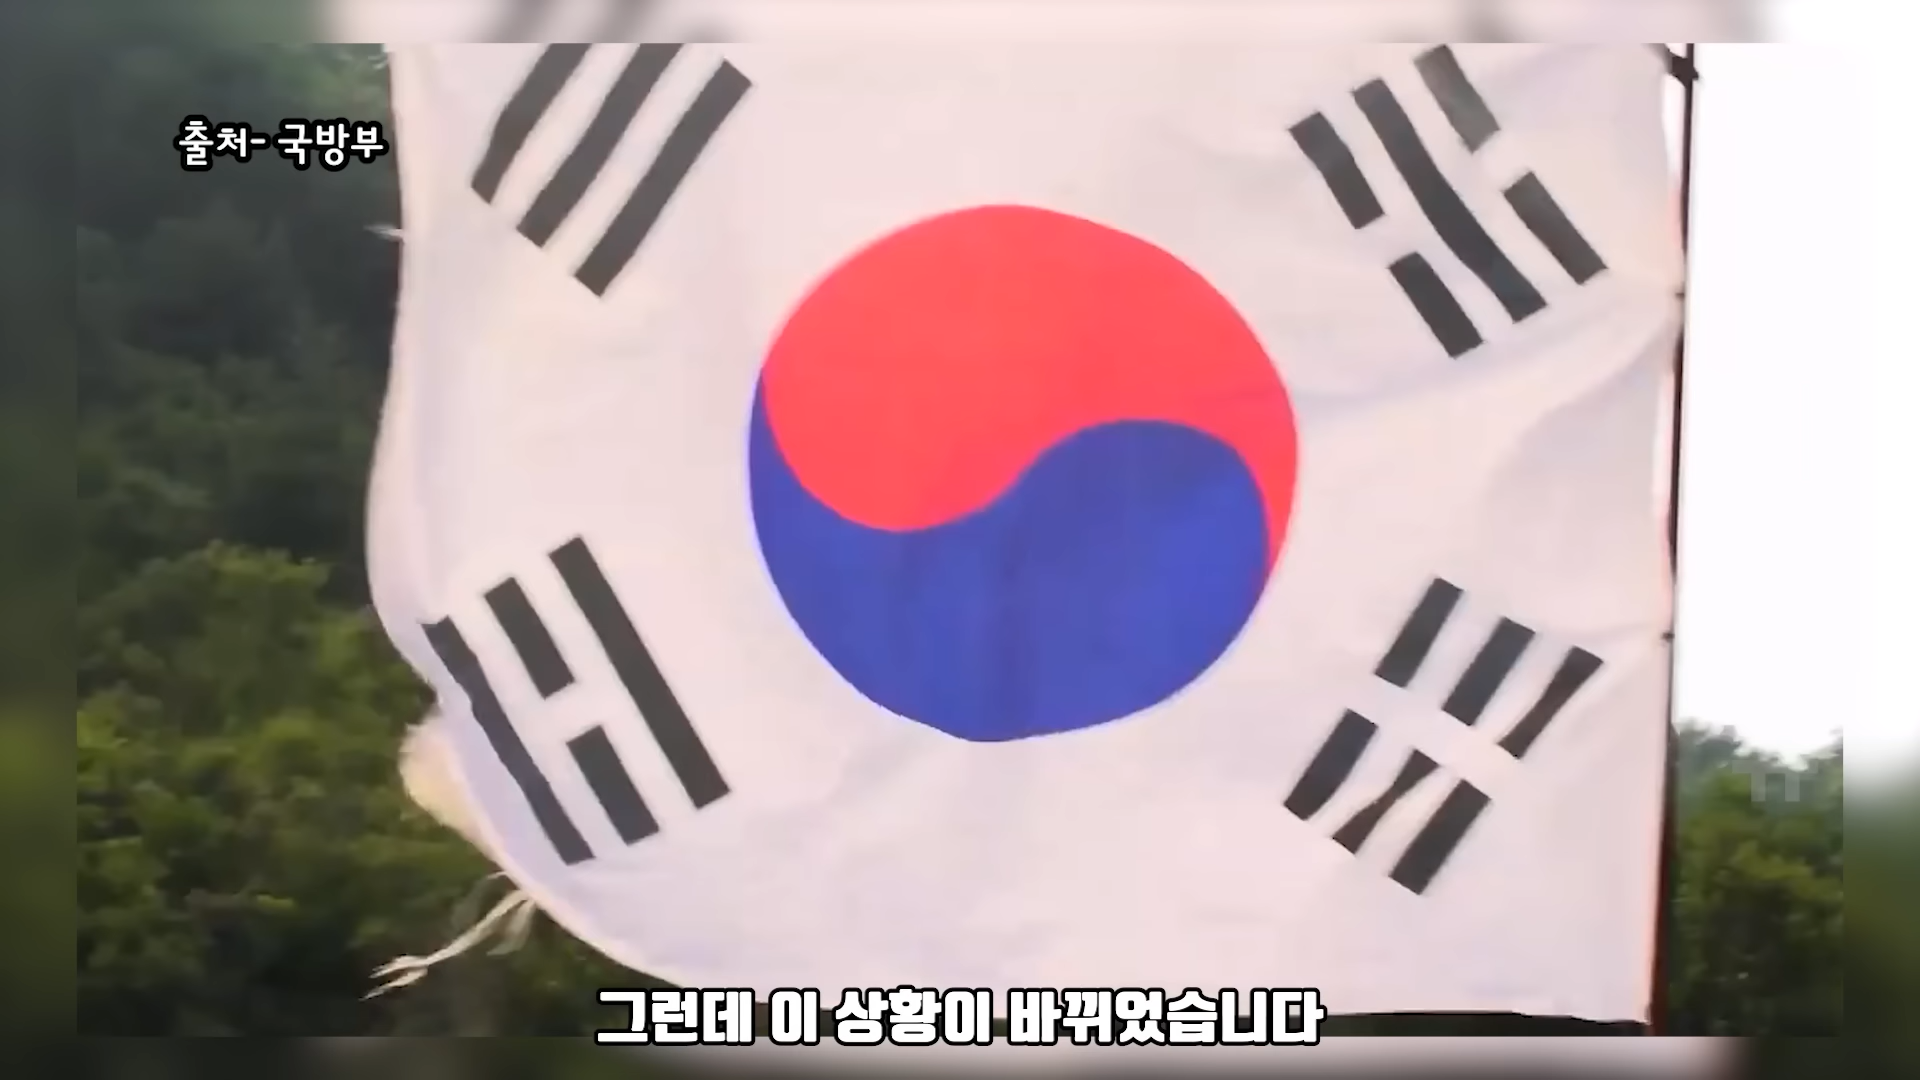 출처- 국방부
그런데 이 상황이 바뀌었습니다